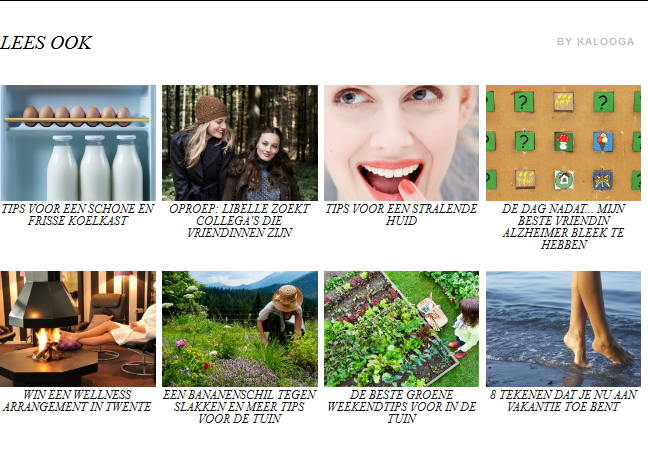 LEES OOK
BY KALOOGA
TIPS VOOR EEN SCHONE EN
FRISSE KOELKAST
OPROEP: LIBELLE ZOEKT
COLLEGA'S DIE
VRIENDINNEN ZIJN
TIPS VOOR EEN STRALENDE
HUID
DE DAG NADAT... MIJN
BESTE VRIENDIN
ALZHEIMER BLEEK TE
HEBBEN
WIN EEN WELLNESS
ARRANGEMENT IN TWENTE
EEN BANANENSCHIL TEGEN
SLAKKEN EN MEER TIPS
VOOR DE TUIN
DE BESTE GROENE
WEEKENDTIPS VOOR IN DE
TUIN
8 TEKENEN DAT JE NU AAN
VAKANTIE TOE BENT